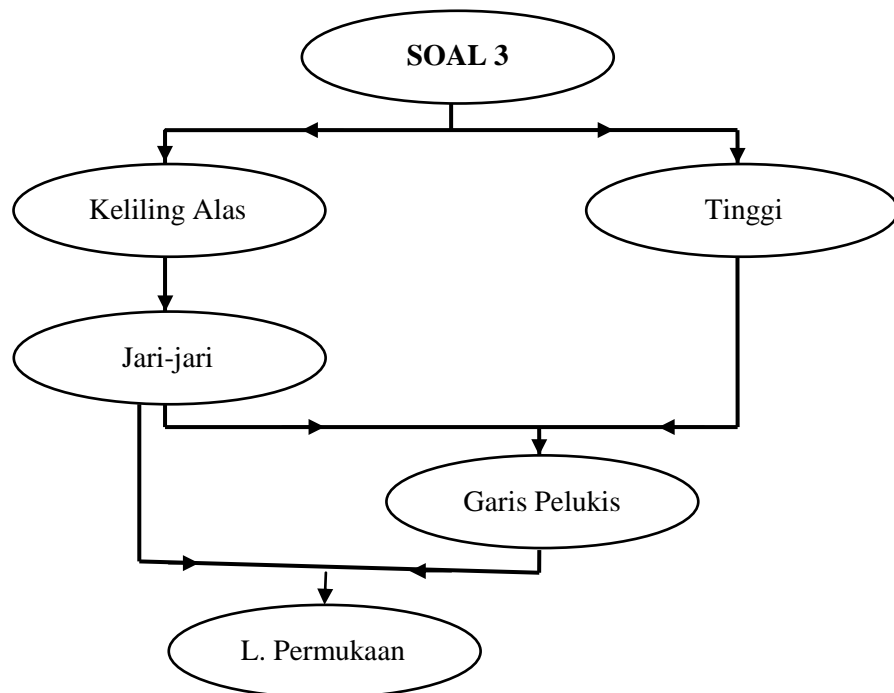 SOAL 3
Keliling Alas
Tinggi
Jari-jari
Garis Pelukis
L. Permukaan